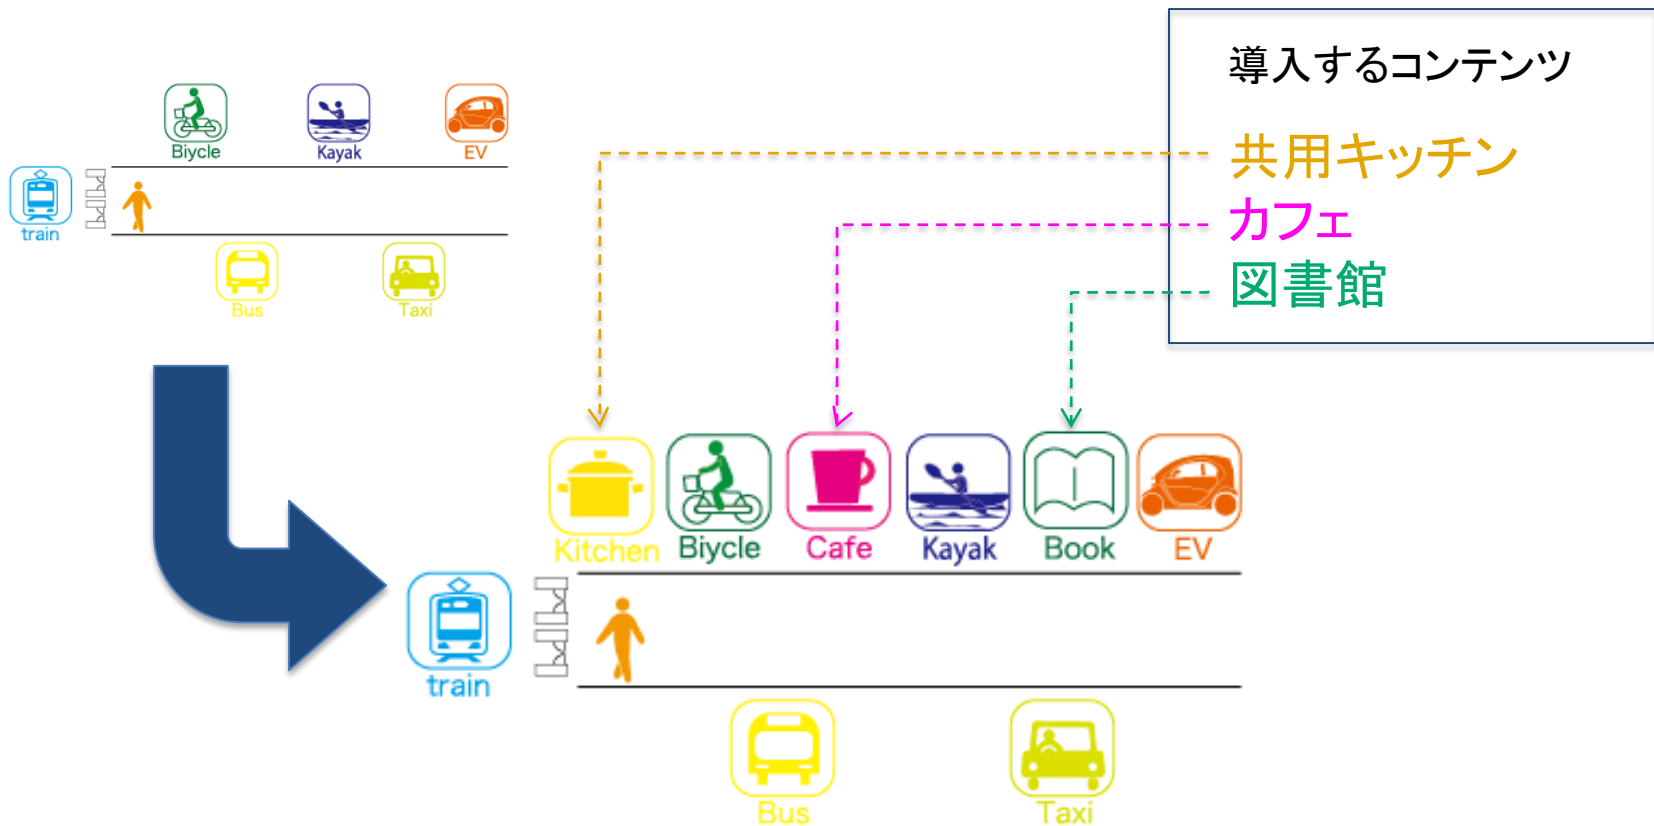 導入するコンテンツ
共用キッチン
カフェ
図書館
Biycle
Kayak
EV
train
Bus
Taxi
Kitchen
Biycle
Cafe
Kayak
Book
EV
train
Bus
Taxi